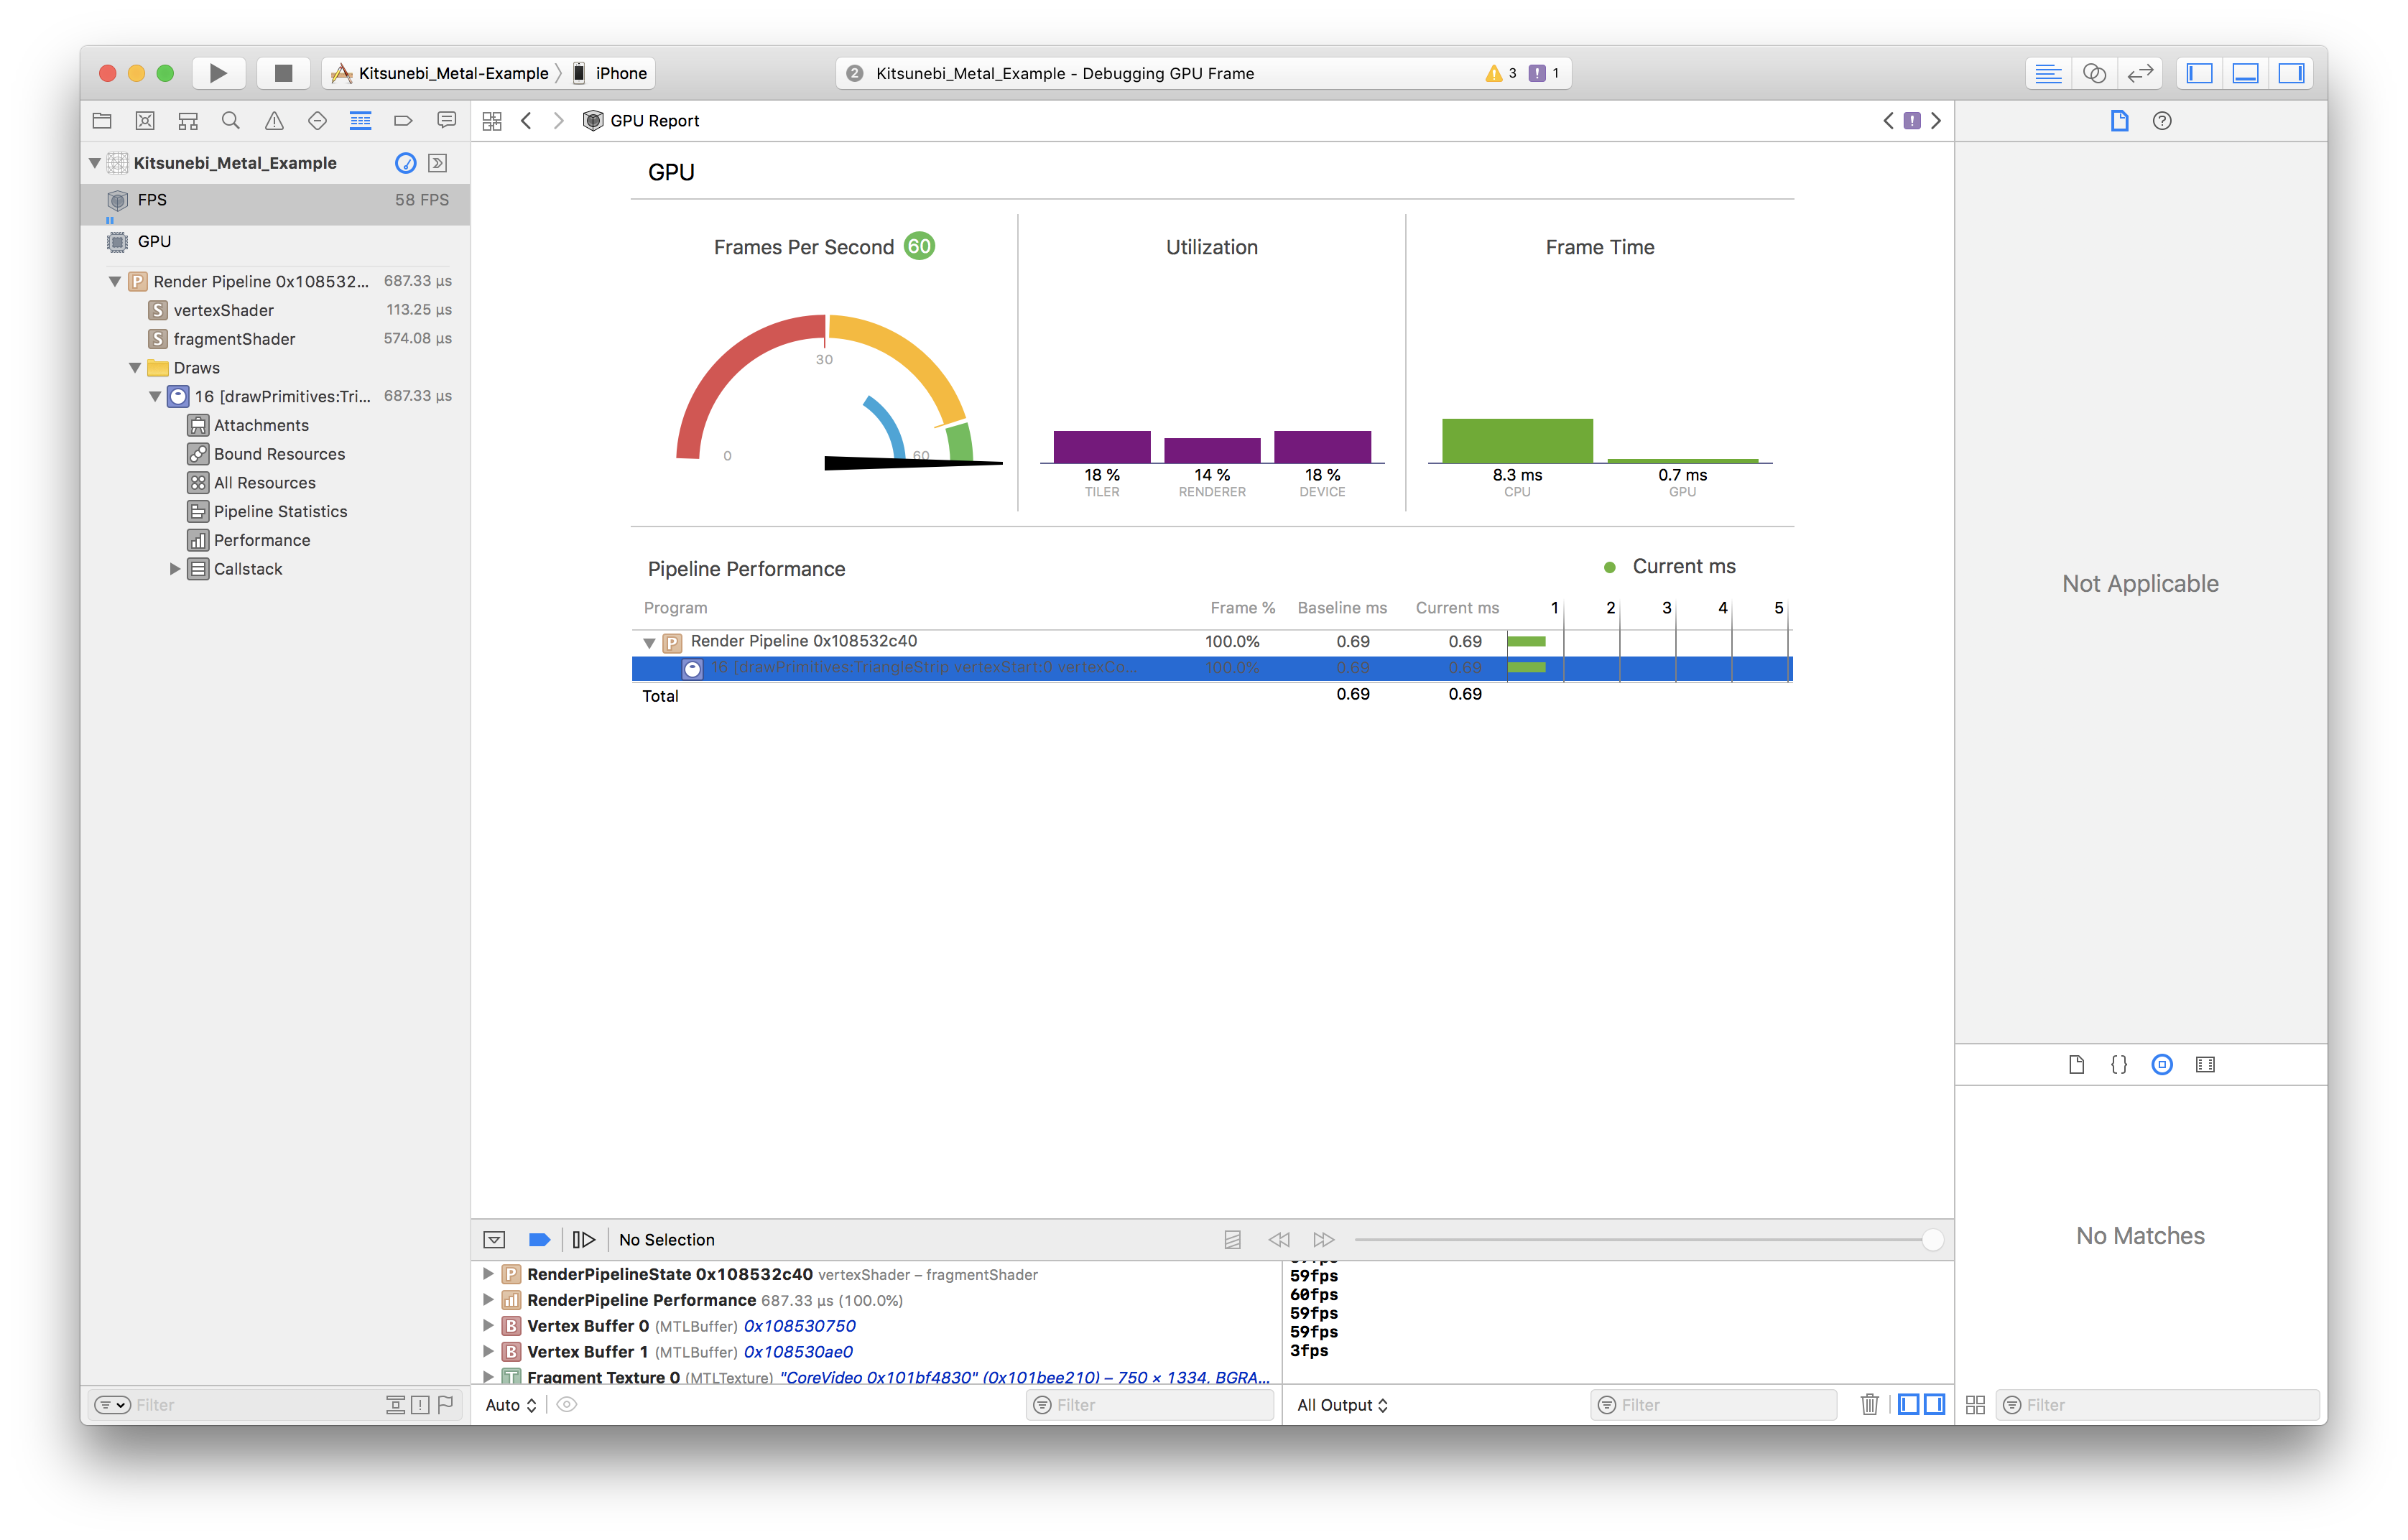 Kitsunebi_Metal-Example 〉 iPhone
2 Kitsunebi_Metal_Example - Debugging GPU Frame 3 1
GPU Report
Kitsunebi_Metal_Example
FPS 58 FPS
GPU
P Render Pipeline 0x108532... 687.33 µs
S vertexShader 113.25 µs
S fragmentShader 574.08 µs
Draws
16 [drawPrimitives:Tri... 687.33 µs
Attachments
Bound Resources
All Resources
Pipeline Statistics
Performance
Callstack
GPU
Frames Per Second 60
30
0
60
Utilization
18 % 14 % 18 %
TILER RENDERER DEVICE
Frame Time
8.3 ms 0.7 ms
CPU GPU
Pipeline Performance
Current ms
Program Frame % Baseline ms Current ms 1 2 3 4 5
P Render Pipeline 0x108532c40 100.0% 0.69 0.69
16 [drawPrimitives:TriangleStrip vertexStart:0 vertexCo... 100.0% 0.69 0.69
Total 0.69 0.69
Not Applicable
No Matches
No Selection
P RenderPipelineState 0x108532c40 vertexShader – fragmentShader
RenderPipeline Performance 687.33 µs (100.0%)
B Vertex Buffer 0 (MTLBuffer) 0x108530750
B Vertex Buffer 1 (MTLBuffer) 0x108530ae0
T Fragment Texture 0 (MTLTexture) "CoreVideo 0x101bf4830" (0x101bee210) – 750 × 1334, BGRA...
59fps
60fps
59fps
59fps
3fps
Filter
Auto
Filter
All Output
Filter
Filter